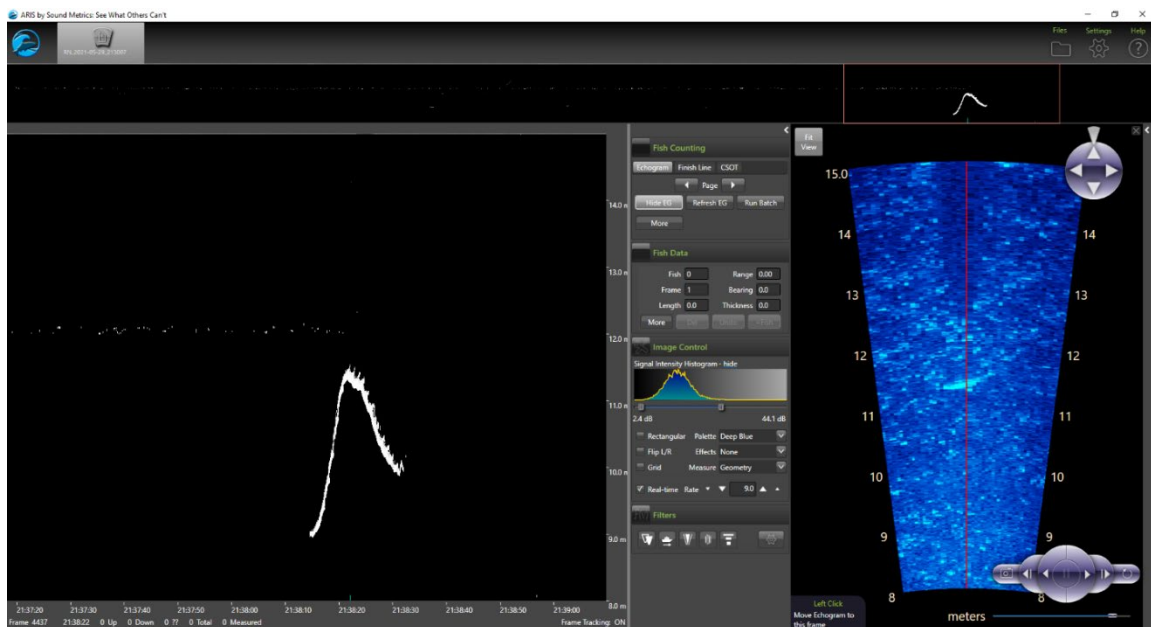 ARIS by Sound Metrics: See What Others Can't
Files Settings Help
Fish Counting
Echogram Finish Line CSOT
Page
Hide EG Refresh EG Run Batch
More
Fish Data
Fish 0 Range 0.00
Frame 1 Bearing 0.0
Length 0.0 Thickness 0.0
More
Image Control
Signal Intensity Histogram - hide
2.4 dB 44.1 dB
Rectangular Palette Deep Blue
Flip L/R Effects None
Grid Measure Geometry
Real-time Rate 9.0
Filters
14.0 m
13.0 m
12.0 m
11.0 m
10.0 m
9.0 m
8.0 m
21:37:20 21:37:30 21:37:40 21:37:50 21:38:00 21:38:10 21:38:20 21:38:30 21:38:40 21:38:50 21:39:00
Frame 4437 21:38:22 0 Up 0 Down 0 ?? 0 Total 0 Measured Frame Tracking: ON
Fit
View
15.0
14 14
13 13
12 12
11 11
10 10
9 9
8 8
meters
Left Click
Move Echogram to
this frame